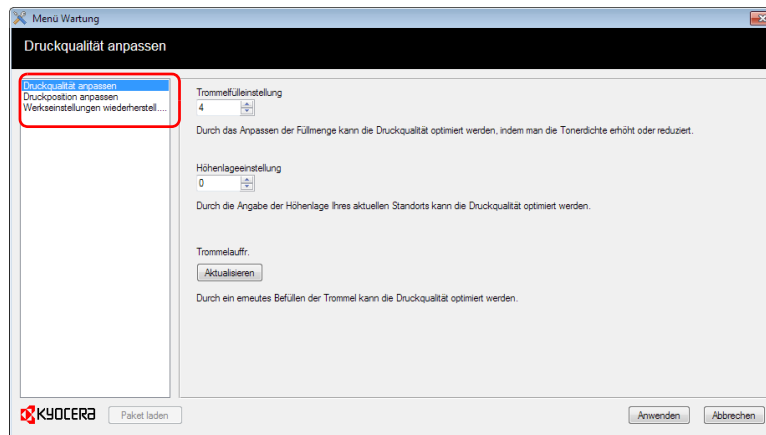 Menü Wartung
Druckqualität anpassen
Druckqualität anpassen
Druckposition anpassen
Werkseinstellungen wiederherstell....
Trommelfülleinstellung
4
Durch das Anpassen der Füllmenge kann die Druckqualität optimiert werden, indem man die Tonerdichte erhöht oder reduziert.
Höhenlageeinstellung
0
Durch die Angabe der Höhenlage Ihres aktuellen Standorts kann die Druckqualität optimiert werden.
Trommelauffr.
Aktualisieren
Durch ein erneutes Befüllen der Trommel kann die Druckqualität optimiert werden.
KYOCERA
Paket laden
Anwenden
Abbrechen